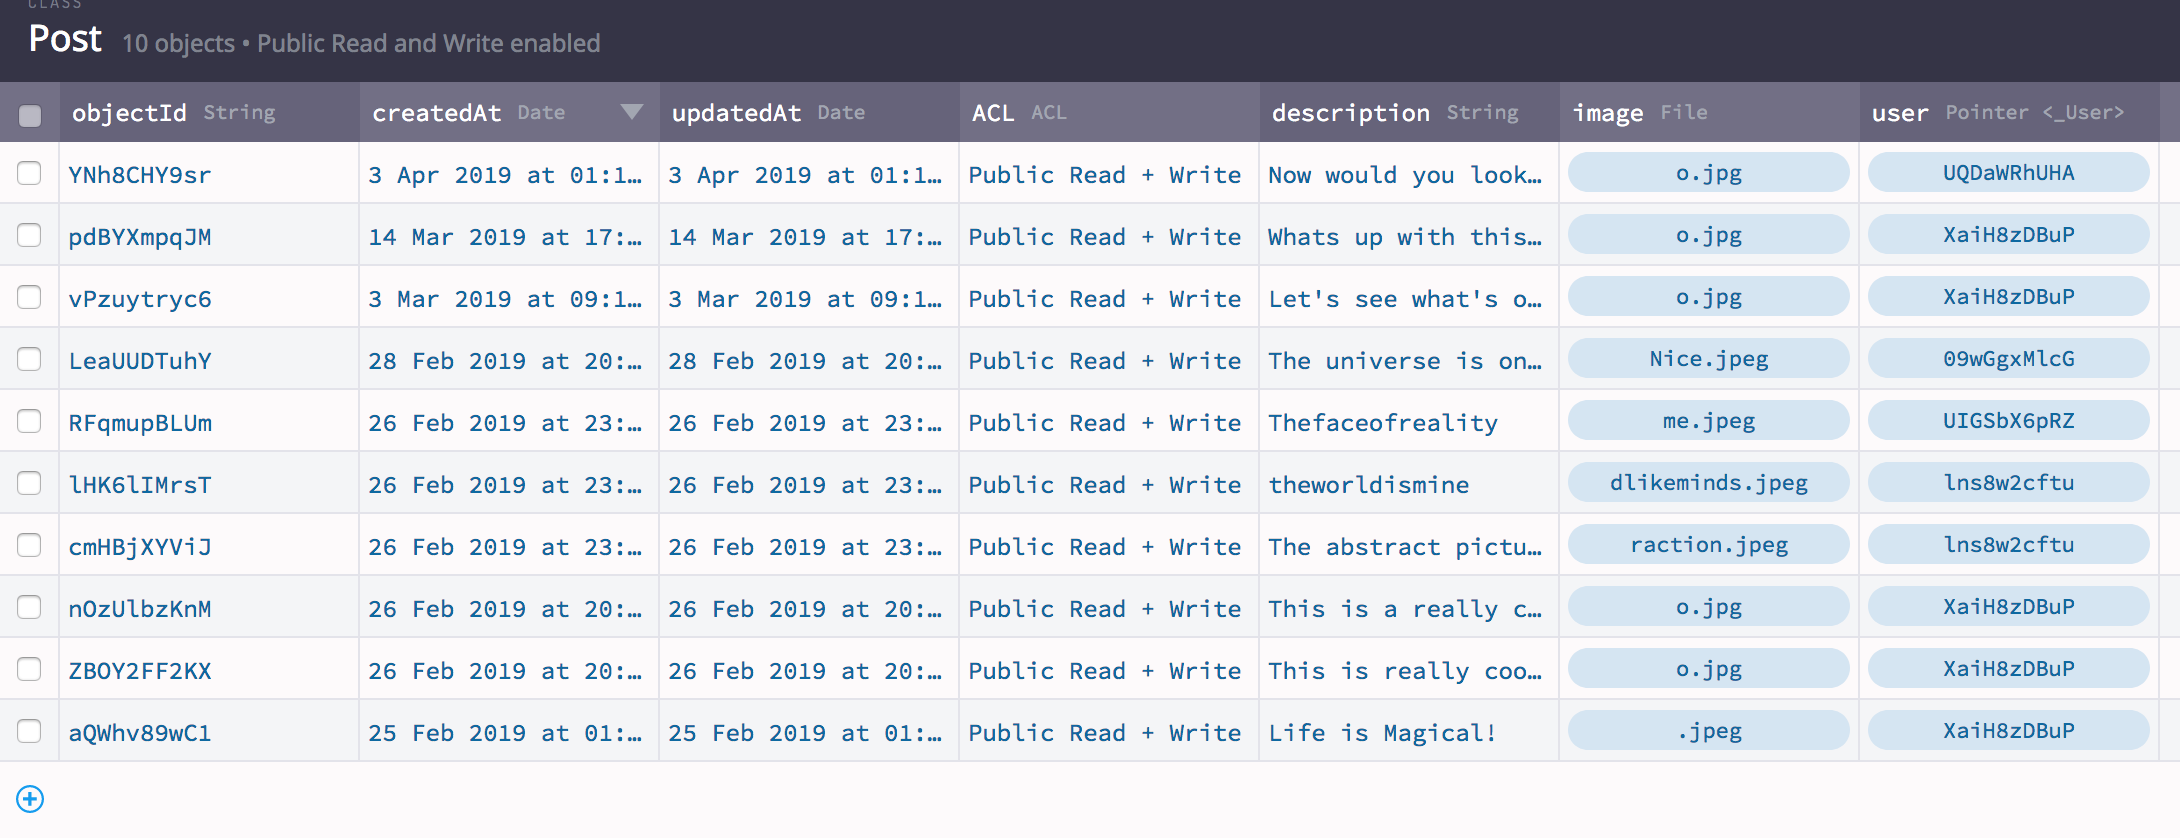 CLASS
Post 10 objects • Public Read and Write enabled
objectId String createdAt Date updatedAt Date ACL ACL description String image File user Pointer <_User>
YNh8CHY9sr 3 Apr 2019 at 01:1… 3 Apr 2019 at 01:1… Public Read + Write Now would you look… o.jpg UQDaWRhUHA
pdBYXmpqJM 14 Mar 2019 at 17:… 14 Mar 2019 at 17:… Public Read + Write Whats up with this… o.jpg XaiH8zDBuP
vPzuytryc6 3 Mar 2019 at 09:1… 3 Mar 2019 at 09:1… Public Read + Write Let's see what's o… o.jpg XaiH8zDBuP
LeaUUDTuhY 28 Feb 2019 at 20:… 28 Feb 2019 at 20:… Public Read + Write The universe is on… Nice.jpeg 09wGgxMlcG
RFqmupBLUm 26 Feb 2019 at 23:… 26 Feb 2019 at 23:… Public Read + Write Thefaceofreality me.jpeg UIGSbX6pRZ
lHK6lIMrsT 26 Feb 2019 at 23:… 26 Feb 2019 at 23:… Public Read + Write theworldismine dlikeminds.jpeg lns8w2cftu
cmHBjXYViJ 26 Feb 2019 at 23:… 26 Feb 2019 at 23:… Public Read + Write The abstract pictu… raction.jpeg lns8w2cftu
nOzUlbzKnM 26 Feb 2019 at 20:… 26 Feb 2019 at 20:… Public Read + Write This is a really c… o.jpg XaiH8zDBuP
ZBOY2FF2KX 26 Feb 2019 at 20:… 26 Feb 2019 at 20:… Public Read + Write This is really coo… o.jpg XaiH8zDBuP
aQWhv89wC1 25 Feb 2019 at 01:… 25 Feb 2019 at 01:… Public Read + Write Life is Magical! .jpeg XaiH8zDBuP